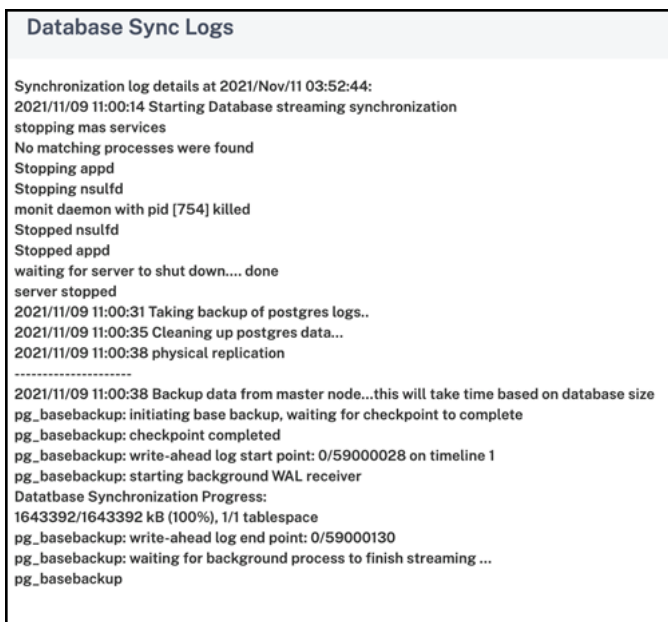 Database Sync Logs
Synchronization log details at 2021/Nov/11 03:52:44:
2021/11/09 11:00:14 Starting Database streaming synchronization
stopping mas services
No matching processes were found
Stopping appd
Stopping nsulfd
monit daemon with pid [754] killed
Stopped nsulfd
Stopped appd
waiting for server to shut down.... done
server stopped
2021/11/09 11:00:31 Taking backup of postgres logs..
2021/11/09 11:00:35 Cleaning up postgres data...
2021/11/09 11:00:38 physical replication
---------------------
2021/11/09 11:00:38 Backup data from master node...this will take time based on database size
pg_basebackup: initiating base backup, waiting for checkpoint to complete
pg_basebackup: checkpoint completed
pg_basebackup: write-ahead log start point: 0/59000028 on timeline 1
pg_basebackup: starting background WAL receiver
Datatbase Synchronization Progress:
1643392/1643392 kB (100%), 1/1 tablespace
pg_basebackup: write-ahead log end point: 0/59000130
pg_basebackup: waiting for background process to finish streaming ...
pg_basebackup